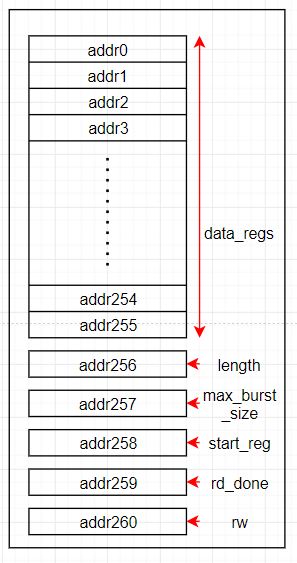 addr0
addr1
addr2
addr3
data_regs
addr254
addr255
addr256
length
addr257
max_burst
_size
addr258
start_reg
addr259
rd_done
addr260
rw